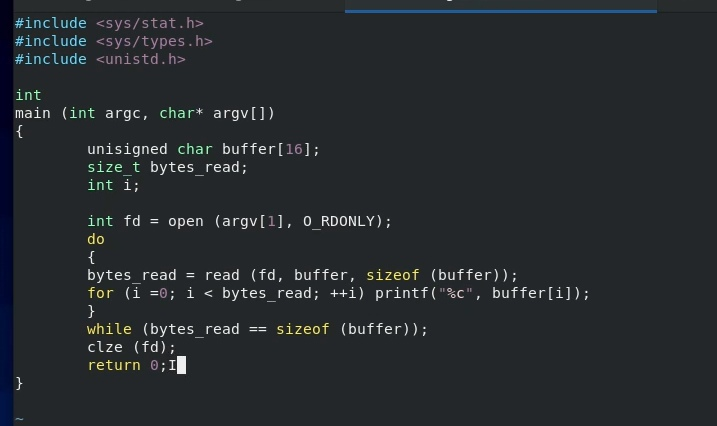 #include <sys/stat.h>
#include <sys/types.h>
#include <unistd.h>
int
main (int argc, char* argv[])
{
unisigned char buffer[16];
size_t bytes_read;
int i;
int fd = open (argv[1], O_RDONLY);
do
{
bytes_read = read (fd, buffer, sizeof (buffer));
for (i =0; i < bytes_read; ++i) printf("%c", buffer[i]);
}
while (bytes_read == sizeof (buffer));
clze (fd);
return 0;I
}
~